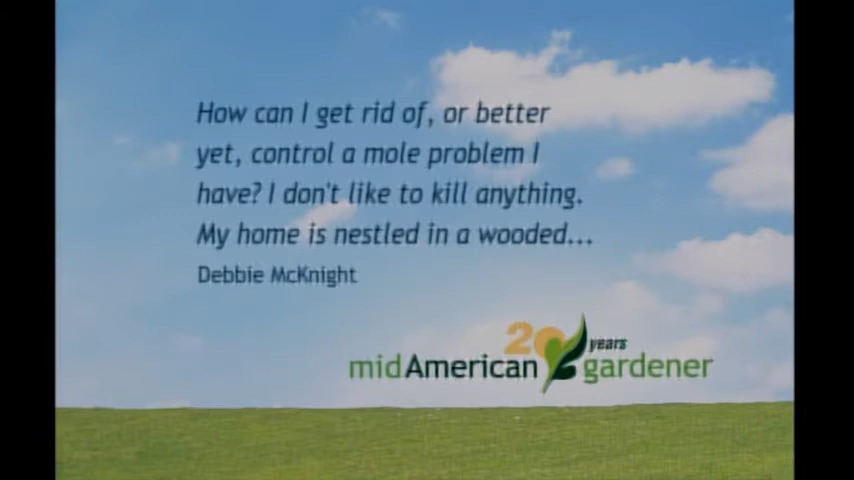 How can I get rid of, or better
yet, control a mole problem I
have? I don't like to kill anything.
My home is nestled in a wooded...
Debbie McKnight
20 years
midAmerican gardener